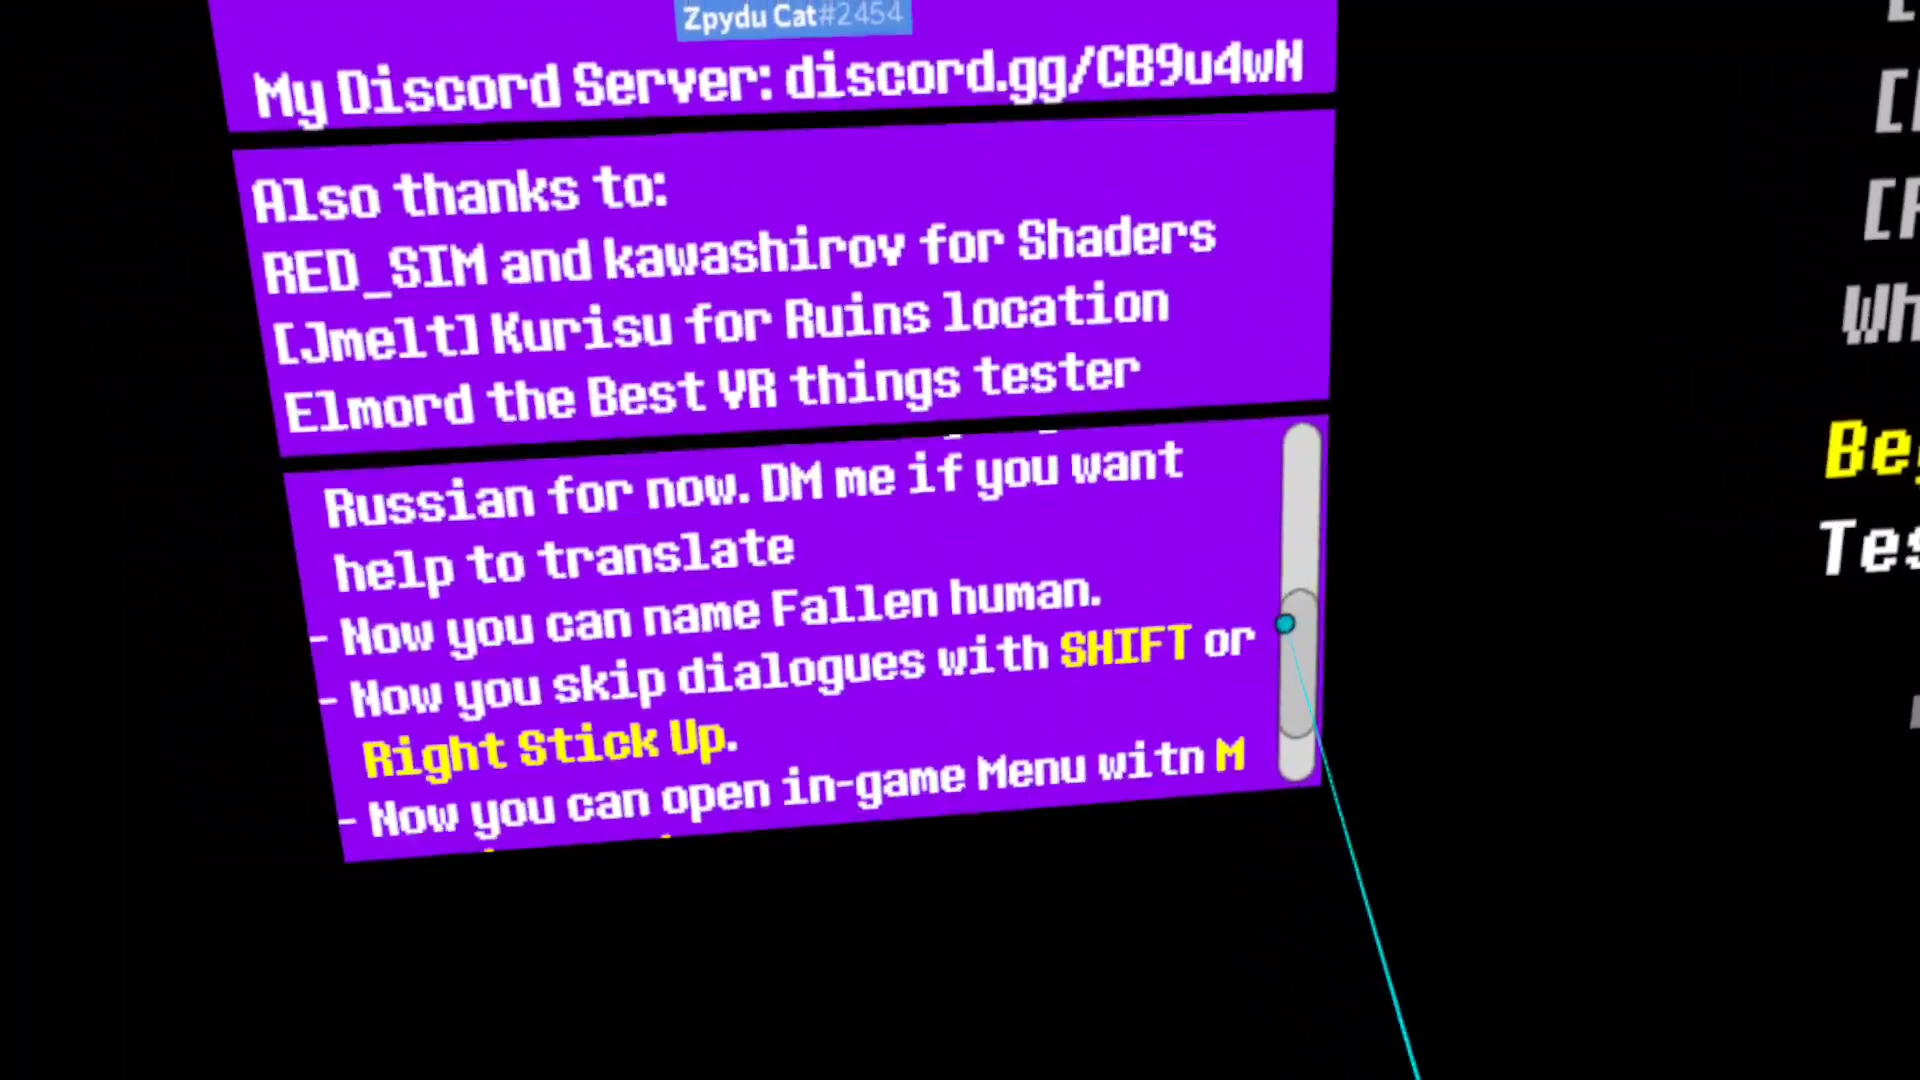 Zpydu Cat#2454
My Discord Server: discord.gg/CB9u4wN
Also thanks to:
RED_SIM and kawashirov for Shaders
[Jmelt] Kurisu for Ruins location
Elmord the Best VR things tester
Russian for now. DM me if you want
help to translate
- Now you can name Fallen human.
- Now you skip dialogues with SHIFT or
Right Stick Up.
- Now you can open in-game Menu witn M
[
[
Wh
Be
Tes